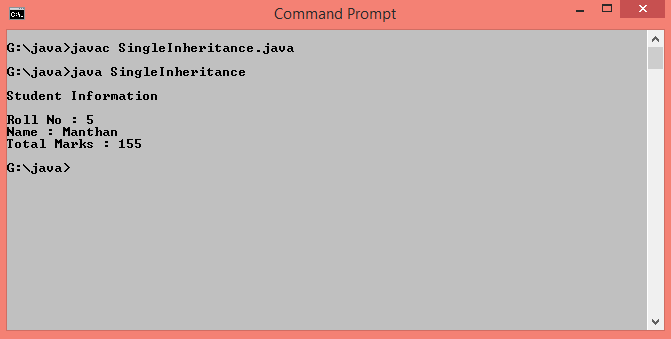 Command Prompt
G:\java>javac SingleInheritance.java
G:\java>java SingleInheritance
Student Information
Roll No : 5
Name : Manthan
Total Marks : 155
G:\java>